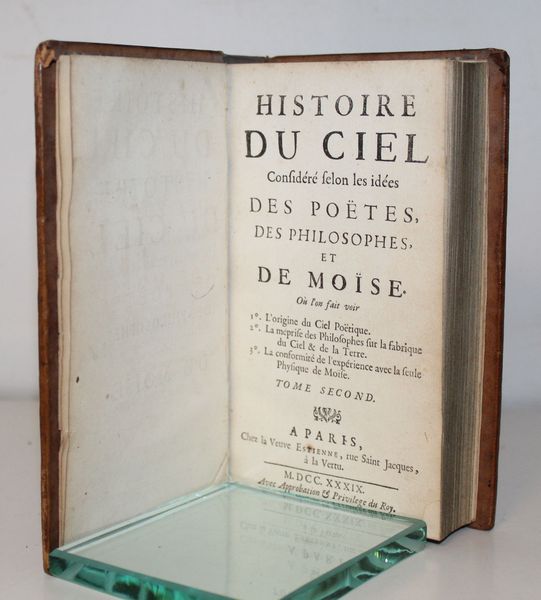 HISTOIRE
DU CIEL
Conſidéré ſelon les idées
DES POËTES,
DES PHILOSOPHES,
ET
DE MOÏSE.
Où l'on fait voir
1°. L'origine du Ciel Poëtique.
2°. La mépriſe des Philoſophes ſur la fabrique
du Ciel & de la Terre.
3°. La conformité de l'expérience avec la ſeule
Phyſique de Moïſe.
TOME SECOND.
A PARIS,
Chez la Veuve ESTIENNE, rue Saint Jacques,
à la Vertu.
M. DCC. XXXIX.
Avec Approbation & Privilege du Roy.